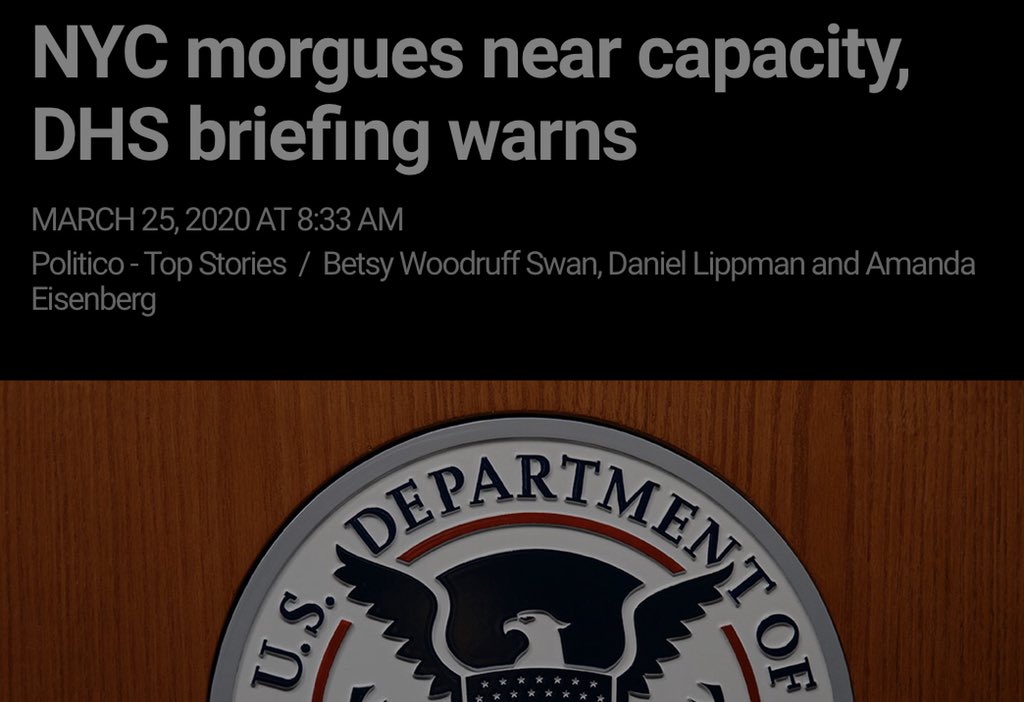 NYC morgues near capacity,
DHS briefing warns
MARCH 25, 2020 AT 8:33 AM
Politico - Top Stories / Betsy Woodruff Swan, Daniel Lippman and Amanda
Eisenberg
U.S. DEPARTMENT OF